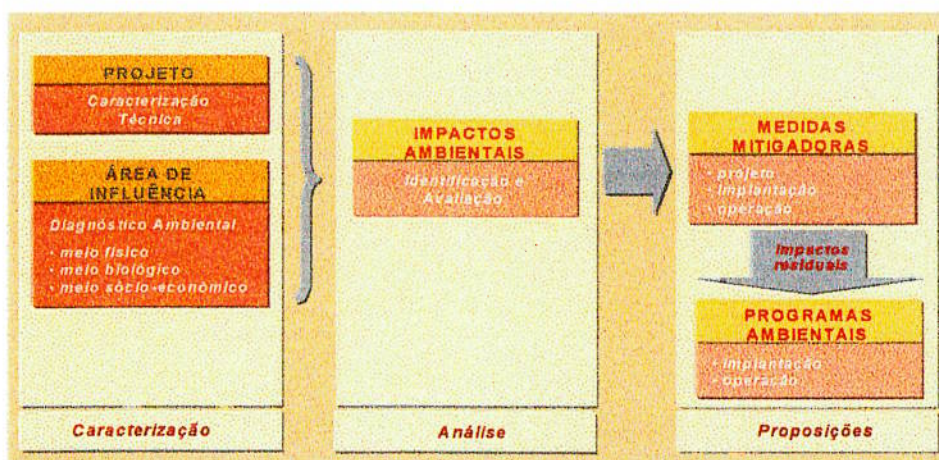 PROJETO
Caracterização
Técnica
ÁREA DE
INFLUÊNCIA
Diagnóstico Ambiental
- meio físico
- meio biológico
- meio sócio-econômico
Caracterização
IMPACTOS
AMBIENTAIS
Identificação e
Avaliação
Análise
MEDIDAS
MITIGADORAS
- projeto
- implantação
- operação
Impactos
residuais
PROGRAMAS
AMBIENTAIS
- implantação
- operação
Proposições